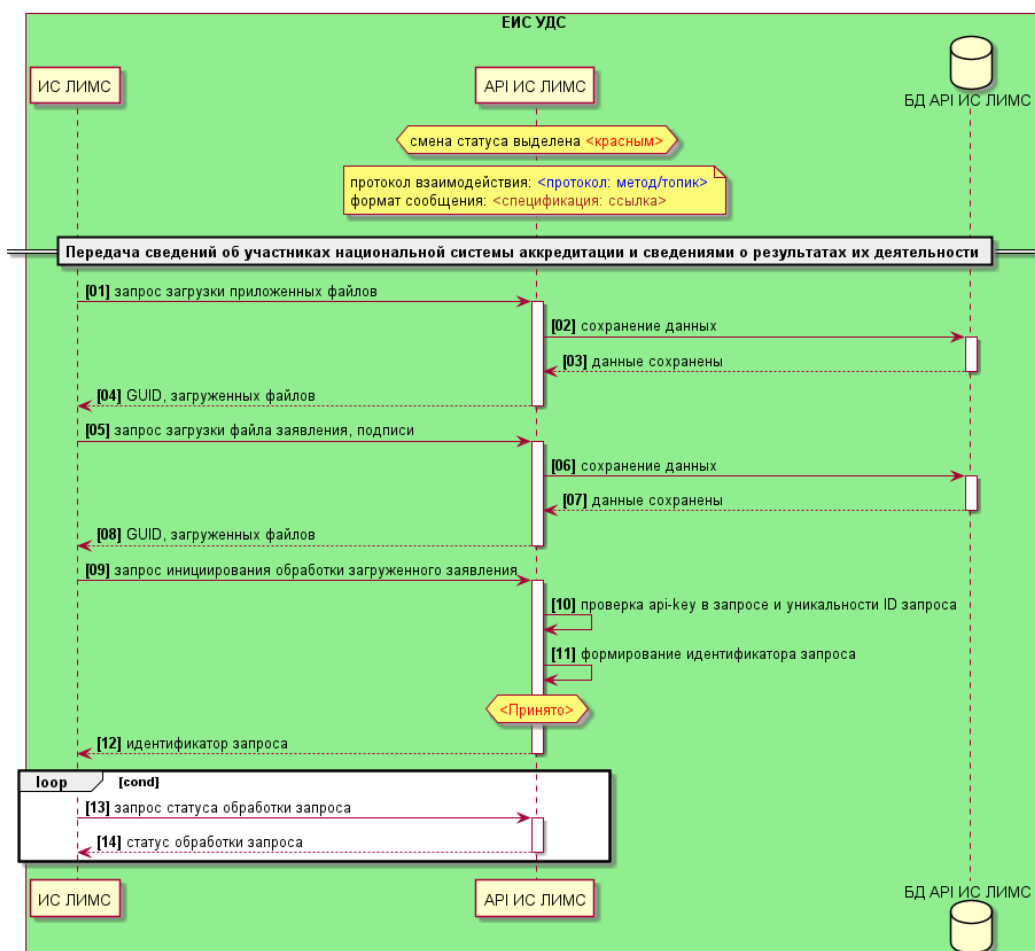 ЕИС УДС
ИС ЛИМС
API ИС ЛИМС
БД API ИС ЛИМС
смена статуса выделена <красным>
протокол взаимодействия: <протокол: метод/топик>
формат сообщения: <спецификация: ссылка>
Передача сведений об участниках национальной системы аккредитации и сведениями о результатах их деятельности
[01] запрос загрузки приложенных файлов
[02] сохранение данных
[03] данные сохранены
[04] GUID, загруженных файлов
[05] запрос загрузки файла заявления, подписи
[06] сохранение данных
[07] данные сохранены
[08] GUID, загруженных файлов
[09] запрос инициирования обработки загруженного заявления
[10] проверка api-key в запросе и уникальности ID запроса
[11] формирование идентификатора запроса
<Принято>
[12] идентификатор запроса
loop [cond]
[13] запрос статуса обработки запроса
[14] статус обработки запроса
ИС ЛИМС
API ИС ЛИМС
БД API ИС ЛИМС